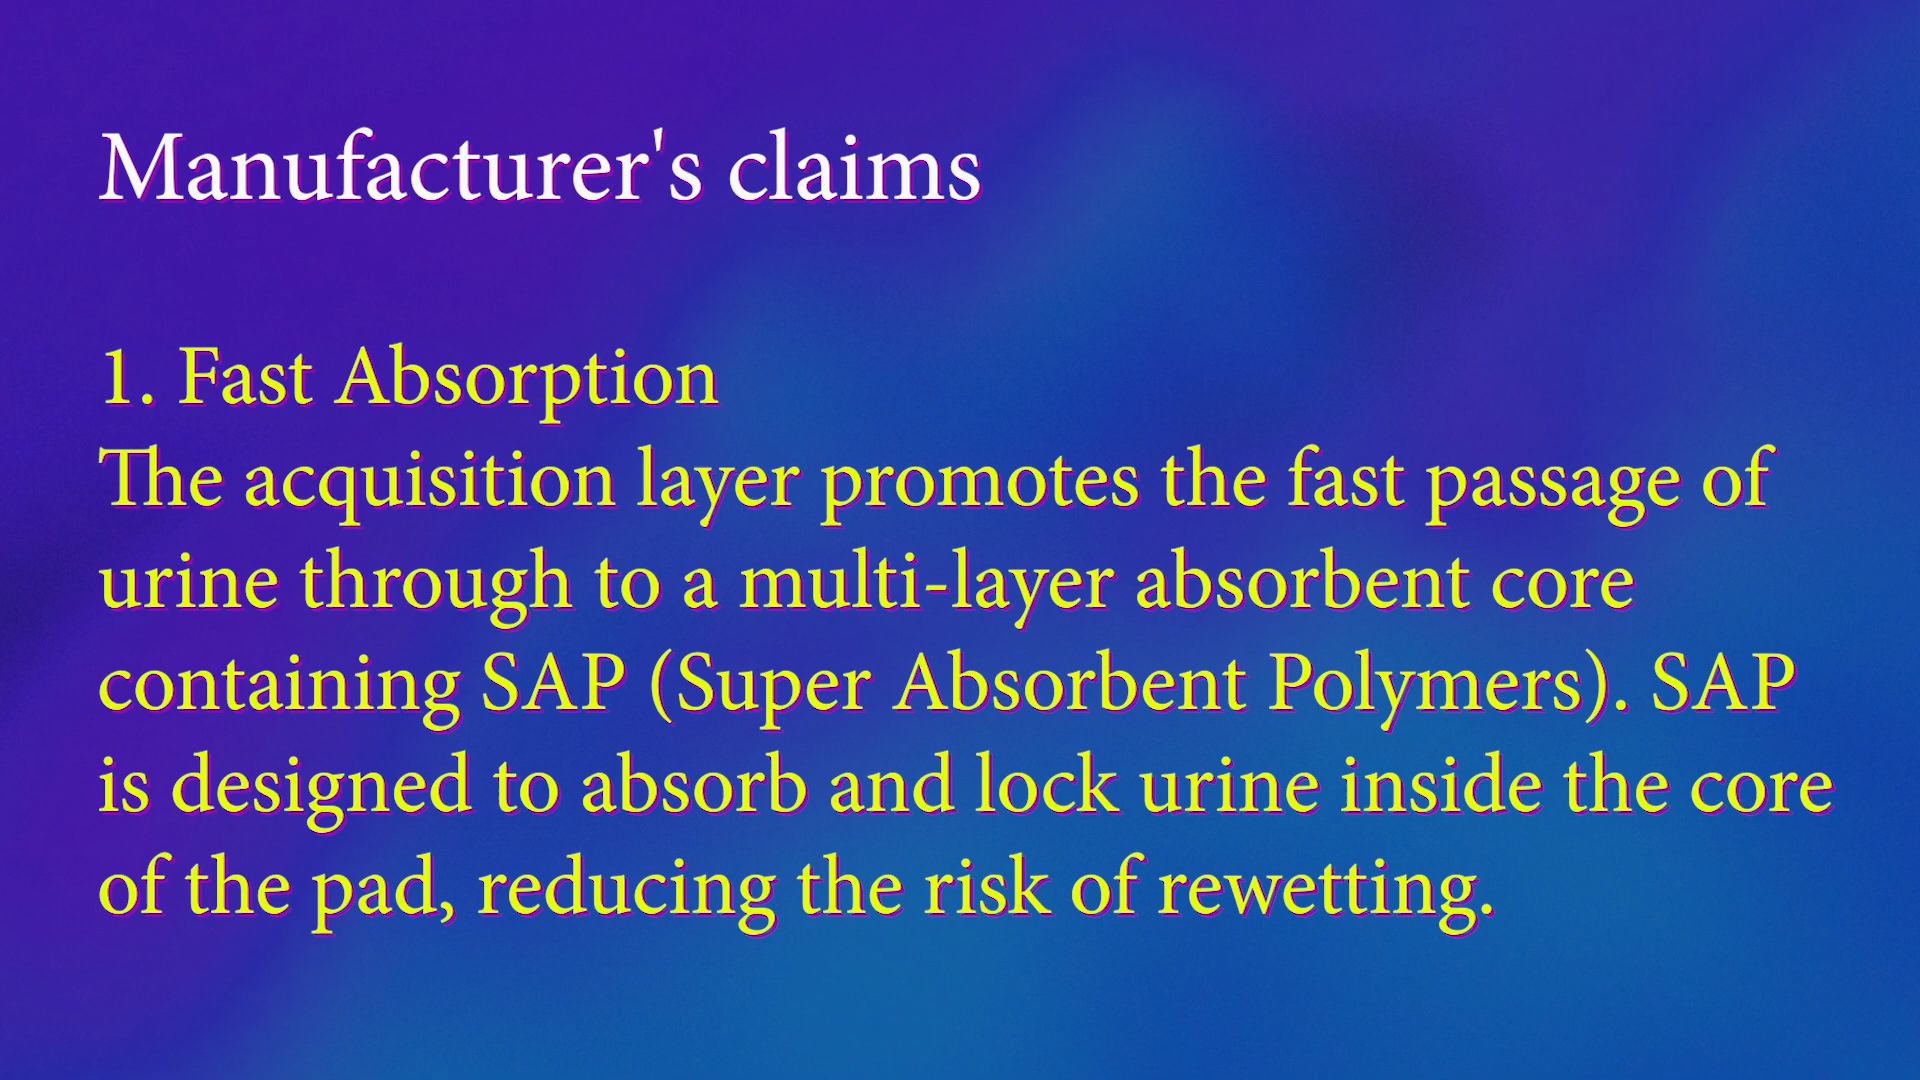 Manufacturer's claims
1. Fast Absorption
The acquisition layer promotes the fast passage of
urine through to a multi-layer absorbent core
containing SAP (Super Absorbent Polymers). SAP
is designed to absorb and lock urine inside the core
of the pad, reducing the risk of rewetting.